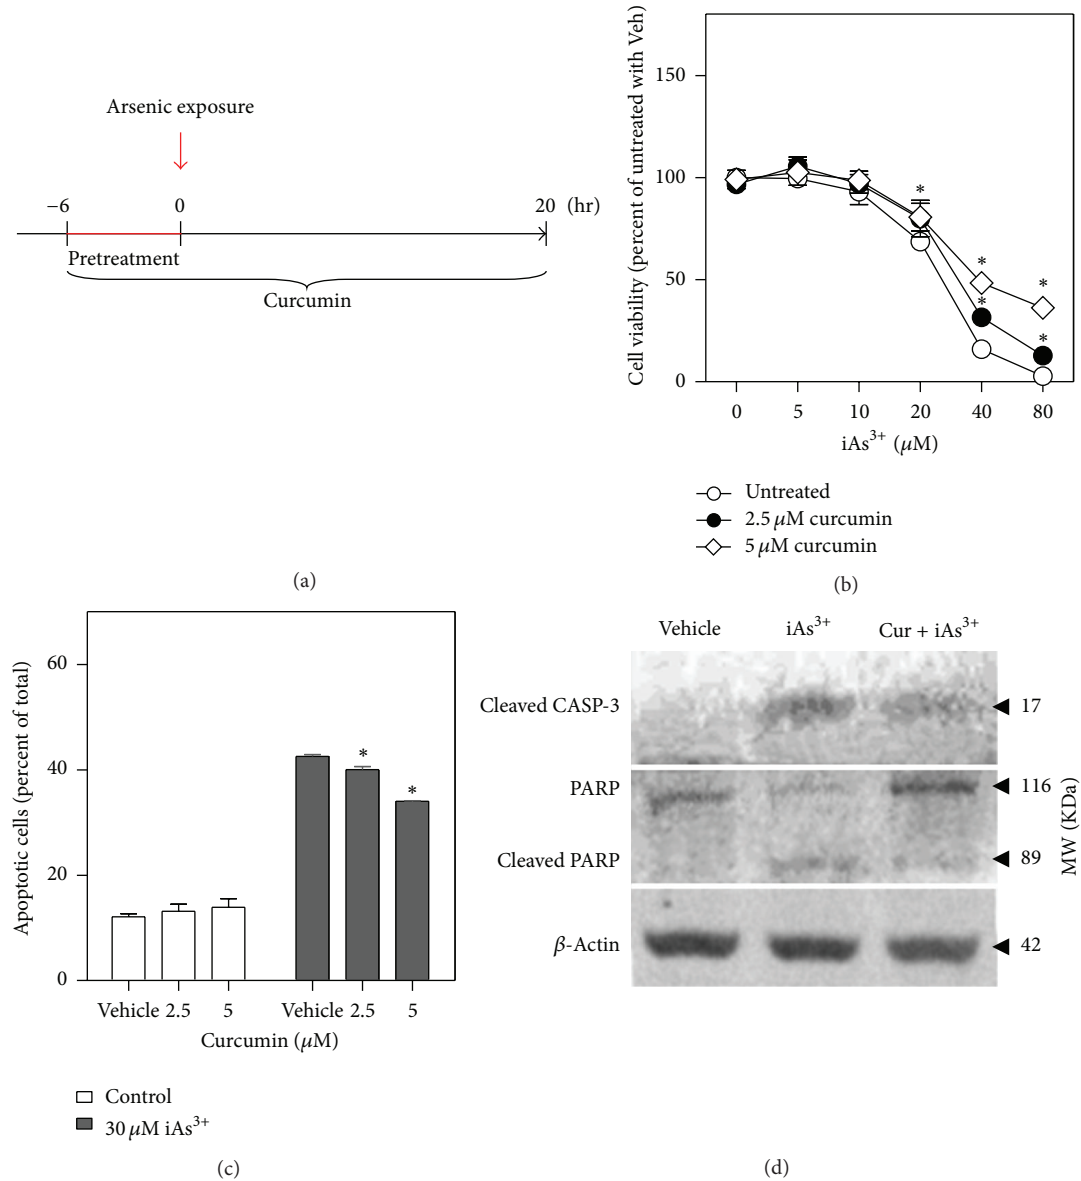 Arsenic exposure
−6 0 20 (hr)
Pretreatment
Curcumin
(a)
Cell viability (percent of untreated with Veh)
150
100
50
0
* * * * *
0 5 10 20 40 80
iAs³⁺ (μM)
Untreated
2.5 μM curcumin
5 μM curcumin
(b)
Apoptotic cells (percent of total)
60
40
20
0
* *
Vehicle 2.5 5 Vehicle 2.5 5
Curcumin (μM)
Control
30 μM iAs³⁺
(c)
Vehicle iAs³⁺ Cur + iAs³⁺
Cleaved CASP-3 17
PARP 116
Cleaved PARP 89
β-Actin 42
MW (KDa)
(d)